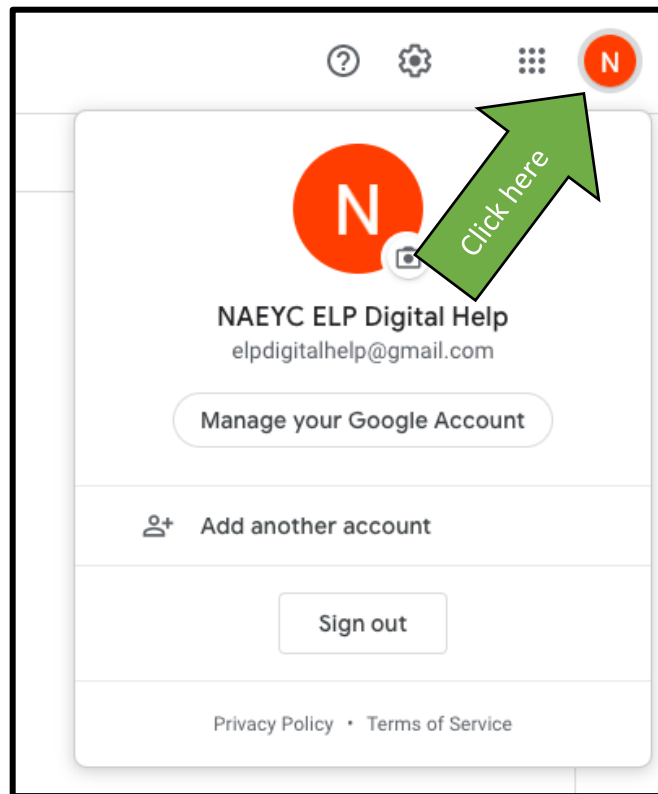 N
N
Click here
NAEYC ELP Digital Help
elpdigitalhelp@gmail.com
Manage your Google Account
Add another account
Sign out
Privacy Policy • Terms of Service